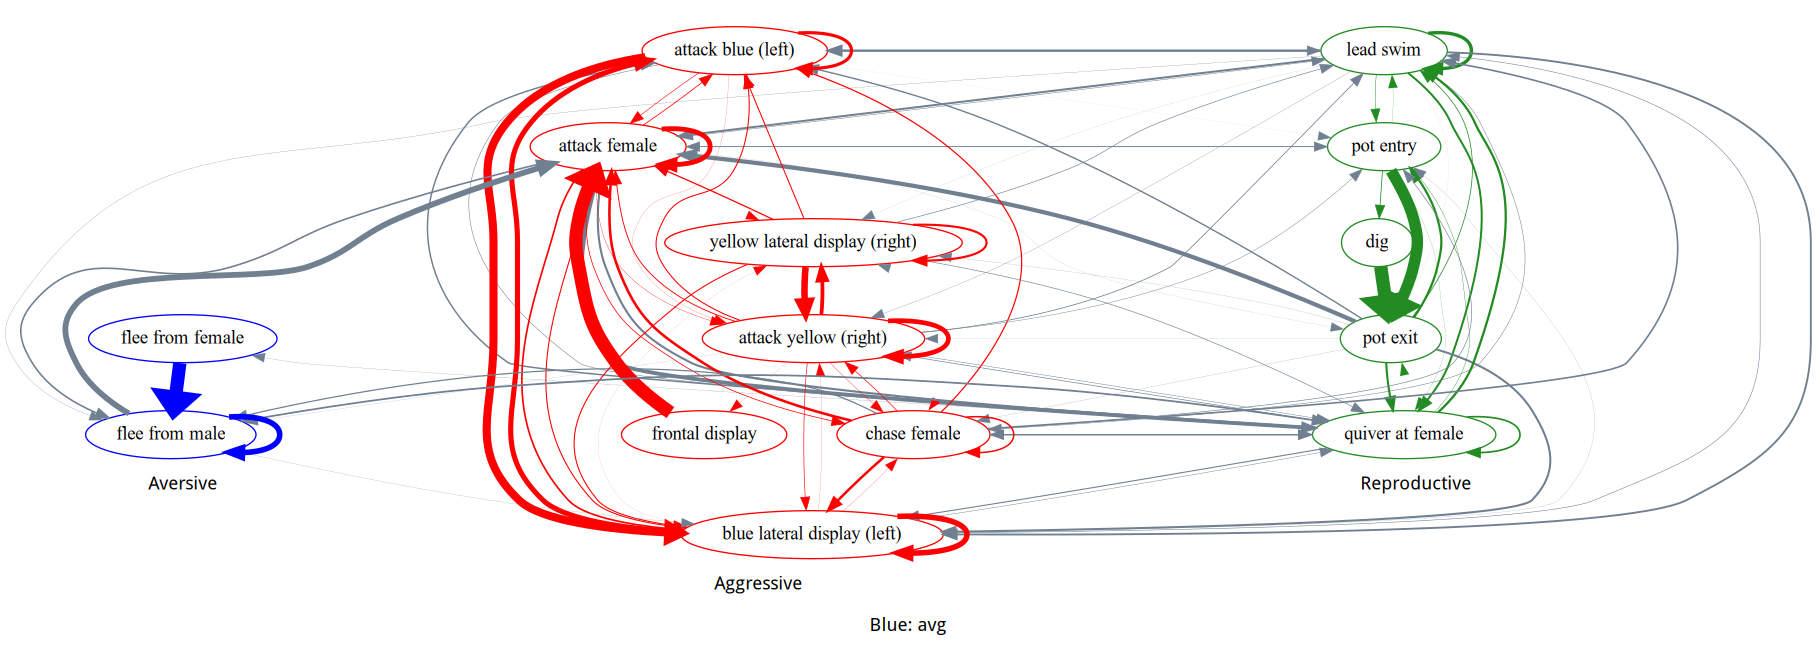 attack blue (left)
lead swim
attack female
pot entry
yellow lateral display (right)
dig
flee from female
attack yellow (right)
pot exit
flee from male
frontal display
chase female
quiver at female
Aversive
Reproductive
blue lateral display (left)
Aggressive
Blue: avg